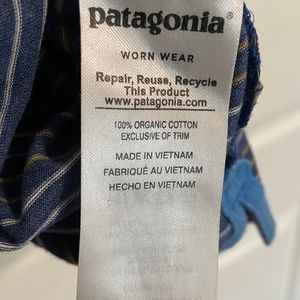 patagonia®
WORN WEAR
Repair, Reuse, Recycle
This Product
www.patagonia.com
100% ORGANIC COTTON
EXCLUSIVE OF TRIM
MADE IN VIETNAM
FABRIQUÉ AU VIETNAM
HECHO EN VIETNAM